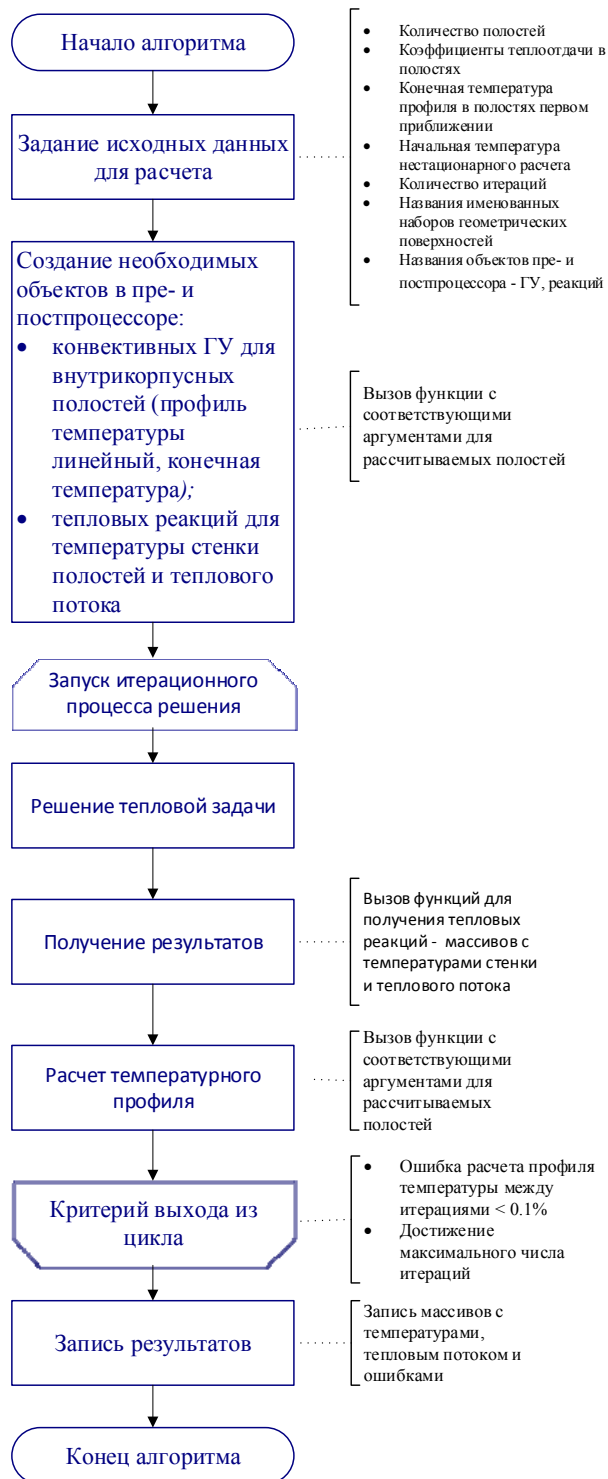 Начало алгоритма
• Количество полостей
• Коэффициенты теплоотдачи в
полостях
• Конечная температура
профиля в полостях первом
приближении
• Начальная температура
нестационарного расчета
• Количество итераций
• Названия именованных
наборов геометрических
поверхностей
• Названия объектов пре- и
постпроцессора - ГУ, реакций
Задание исходных данных
для расчета
Создание необходимых
объектов в пре- и
постпроцессоре:
• конвективных ГУ для
внутрикорпусных
полостей (профиль
температуры
линейный, конечная
температура);
• тепловых реакций для
температуры стенки
полостей и теплового
потока
Вызов функции с
соответствующими
аргументами для
рассчитываемых полостей
Запуск итерационного
процесса решения
Решение тепловой задачи
Получение результатов
Вызов функций для
получения тепловых
реакций - массивов с
температурами стенки
и теплового потока
Расчет температурного
профиля
Вызов функции с
соответствующими
аргументами для
рассчитываемых
полостей
Критерий выхода из
цикла
• Ошибка расчета профиля
температуры между
итерациями < 0.1%
• Достижение
максимального числа
итераций
Запись результатов
Запись массивов с
температурами,
тепловым потоком и
ошибками
Конец алгоритма